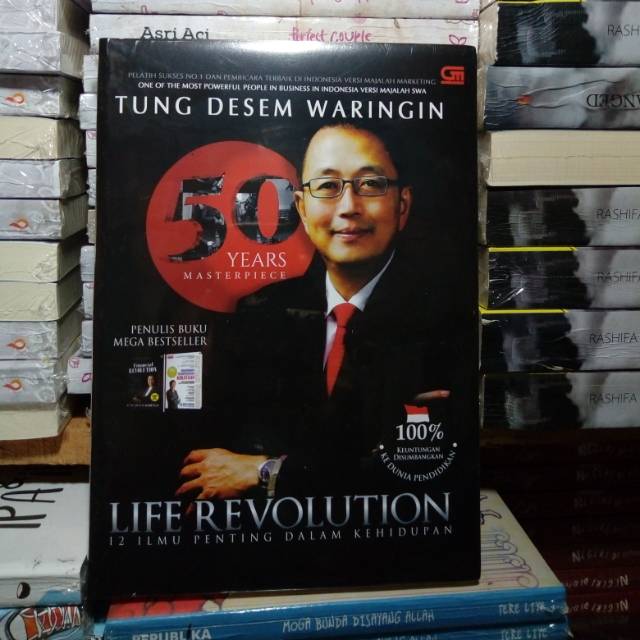 Asri Aci
Perfect Couple
PELATIH SUKSES NO.1 DAN PEMBICARA TERBAIK DI INDONESIA VERSI MAJALAH MARKETING
ONE OF THE MOST POWERFUL PEOPLE IN BUSINESS IN INDONESIA VERSI MAJALAH SWA
TUNG DESEM WARINGIN
50
YEARS
MASTERPIECE
PENULIS BUKU
MEGA BESTSELLER
REVOLUTION
100%
KEUNTUNGAN
DISUMBANGKAN
KE DUNIA PENDIDIKAN
LIFE REVOLUTION
12 ILMU PENTING DALAM KEHIDUPAN
MOGA BUNDA DISAYANG ALLAH
TERE LIYE
REPUBLIKA
RASH
ANGED
RASHIFA
RASHIFA
RASHIFA
RASHIFA